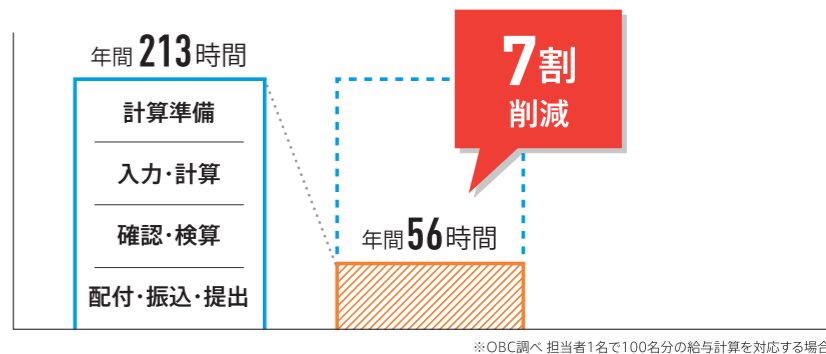 年間213時間
計算準備
入力・計算
確認・検算
配付・振込・提出
7割
削減
年間56時間
※OBC調べ 担当者1名で100名分の給与計算を対応する場合